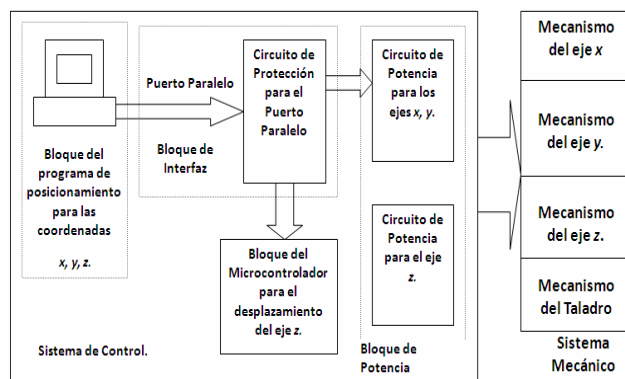 Bloque del
programa de
posicionamiento
para las
coordenadas
x, y, z.
Puerto Paralelo
Bloque de
Interfaz
Circuito de
Protección
para el
Puerto
Paralelo
Bloque del
Microcontrolador
para el
desplazamiento
del eje z.
Circuito de
Potencia
para los
ejes x, y.
Circuito de
Potencia
para el eje
z.
Bloque de
Potencia
Sistema de Control.
Mecanismo
del eje x
Mecanismo
del eje y.
Mecanismo
del eje z.
Mecanismo
del Taladro
Sistema
Mecánico